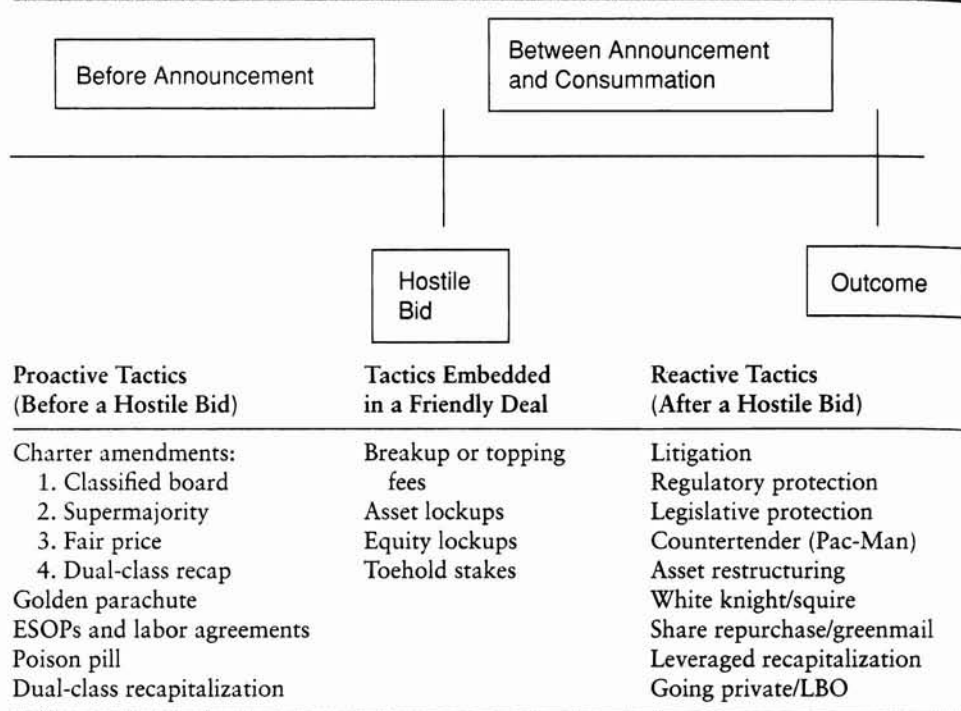 Before Announcement
Between Announcement
and Consummation
Hostile
Bid
Outcome
Proactive Tactics
(Before a Hostile Bid)
Charter amendments:
1. Classified board
2. Supermajority
3. Fair price
4. Dual-class recap
Golden parachute
ESOPs and labor agreements
Poison pill
Dual-class recapitalization
Tactics Embedded
in a Friendly Deal
Breakup or topping
fees
Asset lockups
Equity lockups
Toehold stakes
Reactive Tactics
(After a Hostile Bid)
Litigation
Regulatory protection
Legislative protection
Countertender (Pac-Man)
Asset restructuring
White knight/squire
Share repurchase/greenmail
Leveraged recapitalization
Going private/LBO